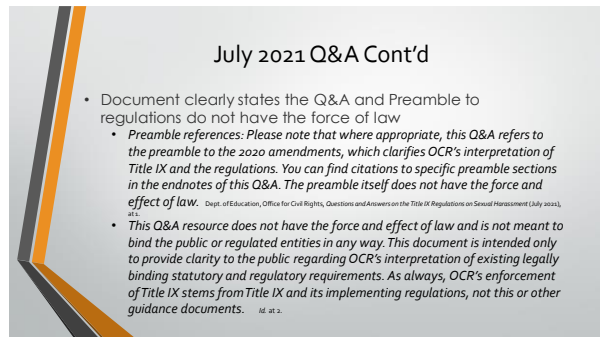 July 2021 Q&A Cont'd
• Document clearly states the Q&A and Preamble to
regulations do not have the force of law
• Preamble references: Please note that where appropriate, this Q&A refers to
the preamble to the 2020 amendments, which clarifies OCR's interpretation of
Title IX and the regulations. You can find citations to specific preamble sections
in the endnotes of this Q&A. The preamble itself does not have the force and
effect of law. Dept. of Education, Office for Civil Rights, Questions and Answers on the Title IX Regulations on Sexual Harassment (July 2021),
at 1.
• This Q&A resource does not have the force and effect of law and is not meant to
bind the public or regulated entities in any way. This document is intended only
to provide clarity to the public regarding OCR's interpretation of existing legally
binding statutory and regulatory requirements. As always, OCR's enforcement
of Title IX stems from Title IX and its implementing regulations, not this or other
guidance documents. Id. at 2.